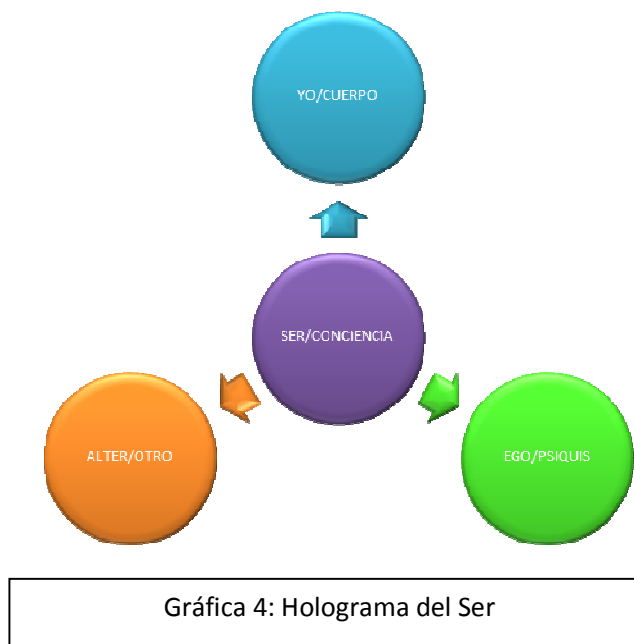 YO/CUERPO
SER/CONCIENCIA
ALTER/OTRO
EGO/PSIQUIS
Gráfica 4: Holograma del Ser